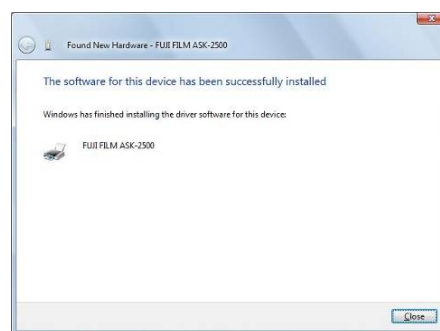 Found New Hardware - FUJI FILM ASK-2500
The software for this device has been successfully installed
Windows has finished installing the driver software for this device:
FUJI FILM ASK-2500
Close